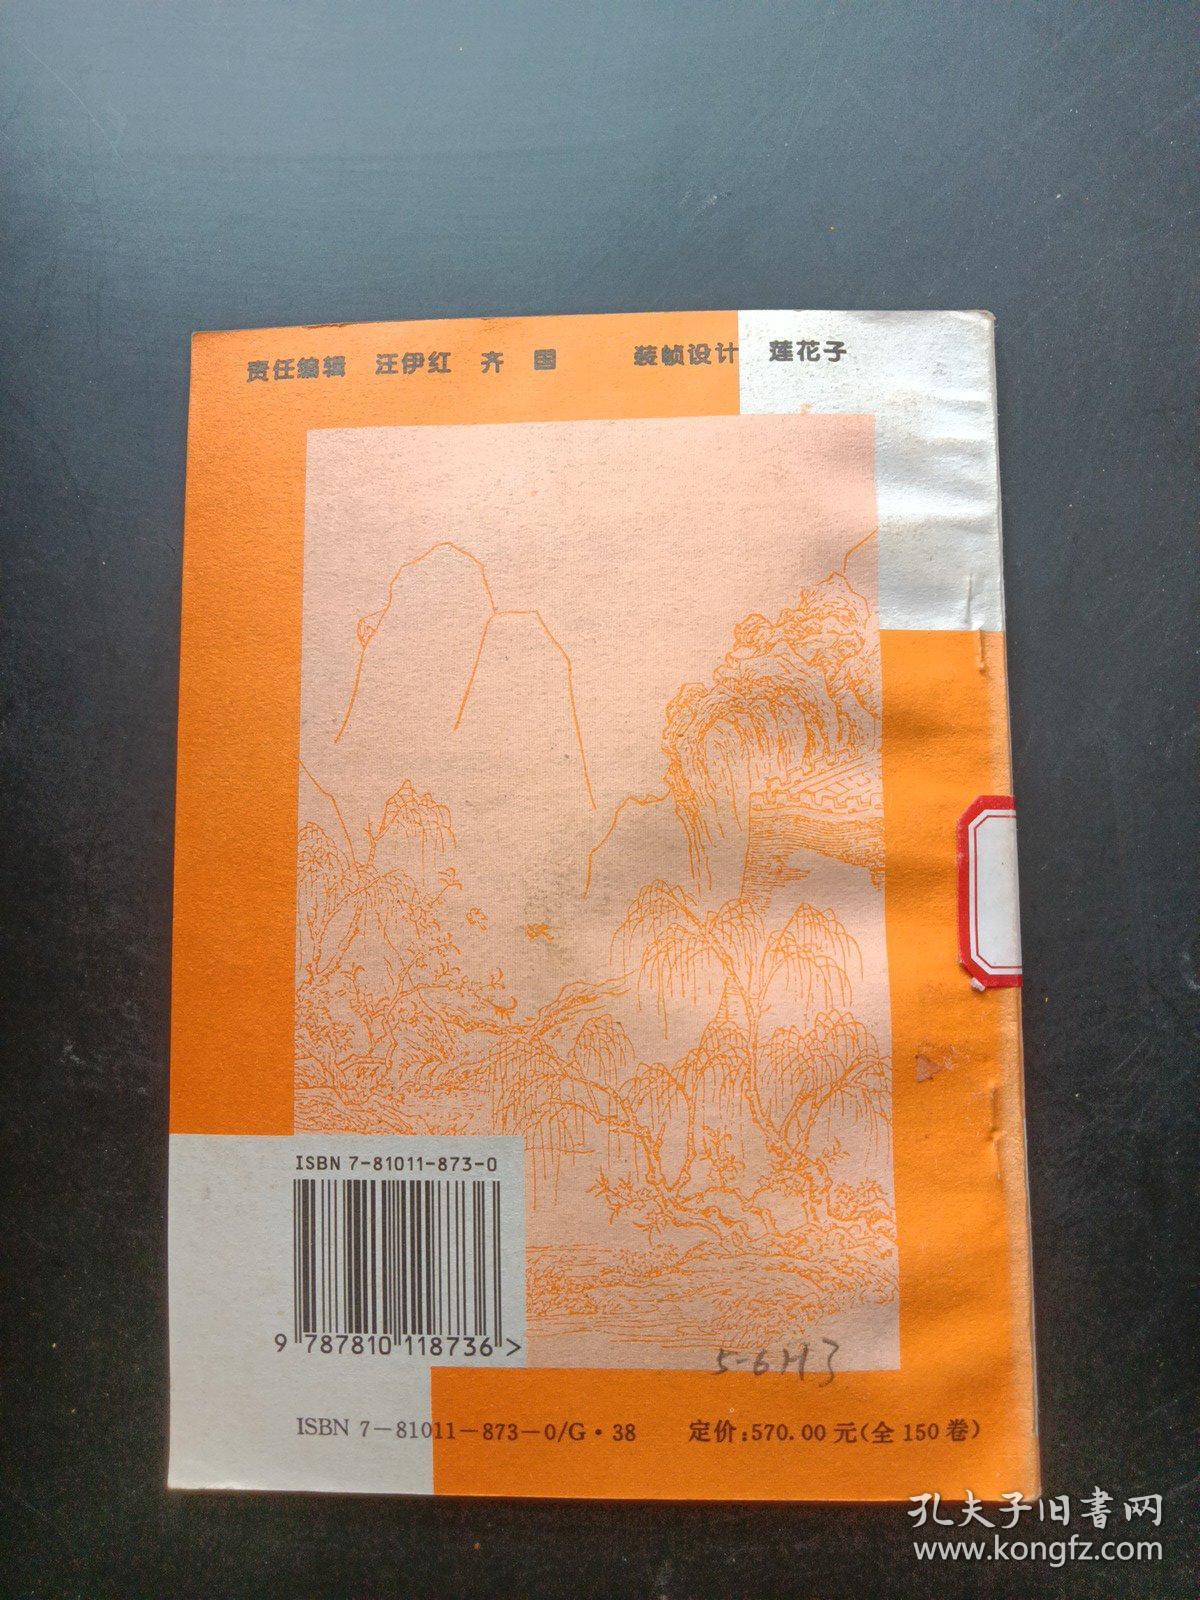 责任编辑 汪伊红 齐 国 装帧设计 莲花子
ISBN 7-81011-873-0
9 787810 118736 >
5-6H3
ISBN 7-81011-873-0/G·38 定价:570.00元(全150卷)
孔夫子旧書网
www.kongfz.com